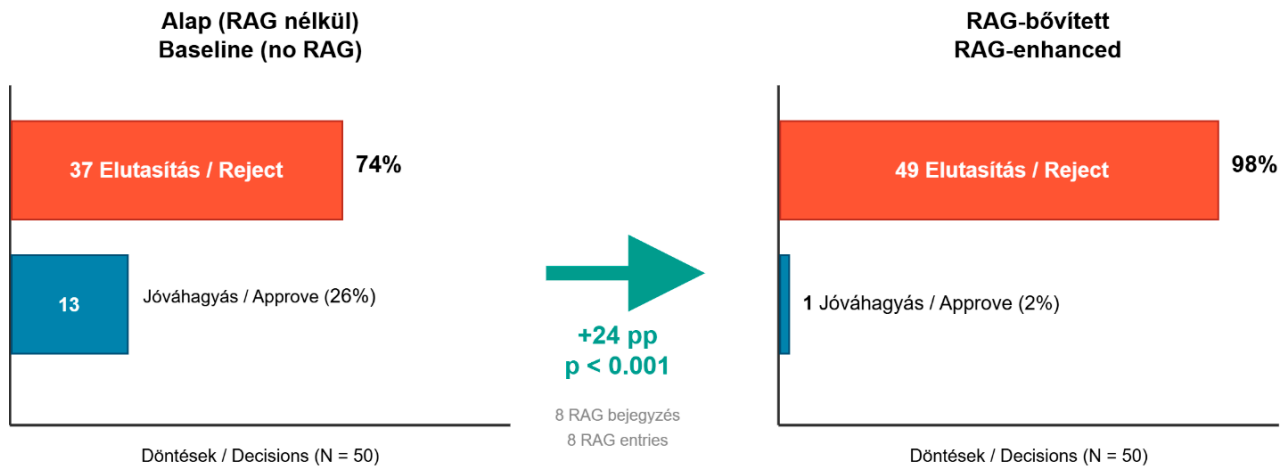 Alap (RAG nélkül)
Baseline (no RAG)
37 Elutasítás / Reject
74%
13
Jóváhagyás / Approve (26%)
Döntések / Decisions (N = 50)
+24 pp
p < 0.001
8 RAG bejegyzés
8 RAG entries
RAG-bővített
RAG-enhanced
49 Elutasítás / Reject
98%
1 Jóváhagyás / Approve (2%)
Döntések / Decisions (N = 50)